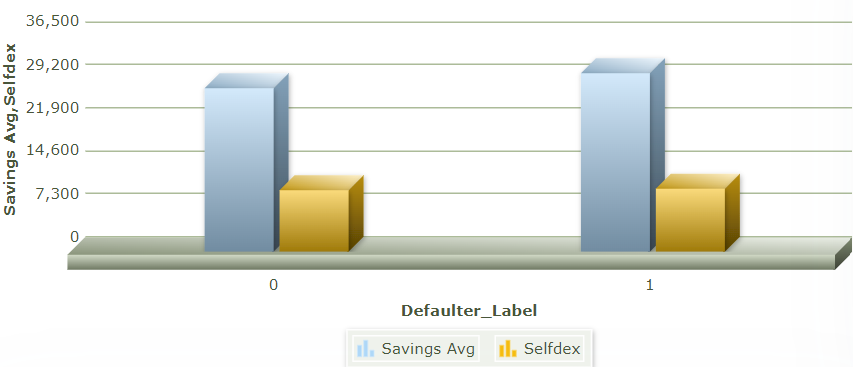 36,500
29,200
21,900
14,600
7,300
0
Savings Avg,Selfdex
0 1
Defaulter_Label
Savings Avg Selfdex